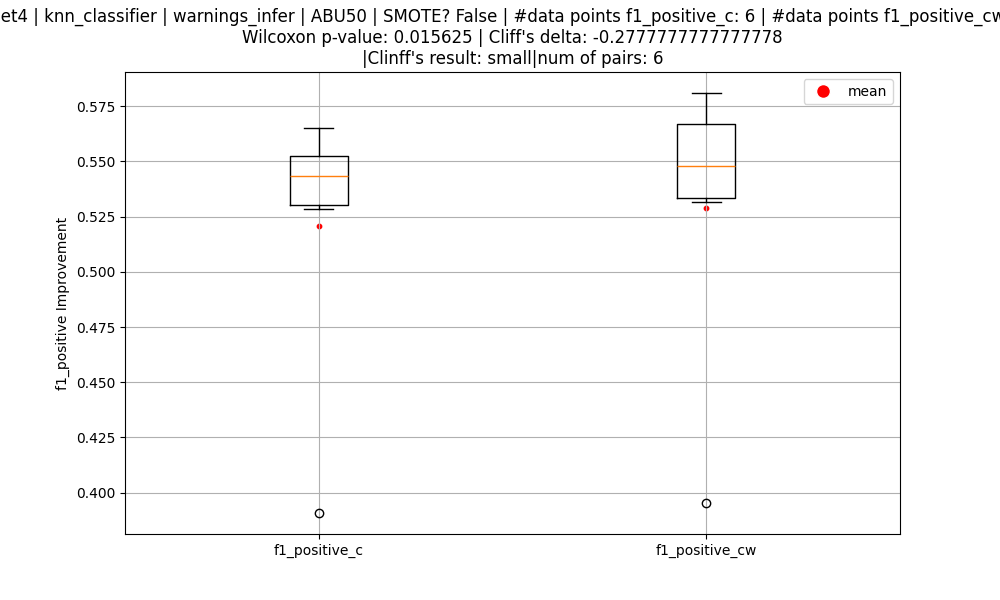 et4 | knn_classifier | warnings_infer | ABU50 | SMOTE? False | #data points f1_positive_c: 6 | #data points f1_positive_cw
Wilcoxon p-value: 0.015625 | Cliff's delta: -0.2777777777777778
|Clinff's result: small|num of pairs: 6
mean
0.575
0.550
0.525
0.500
0.475
0.450
0.425
0.400
f1_positive Improvement
f1_positive_c
f1_positive_cw